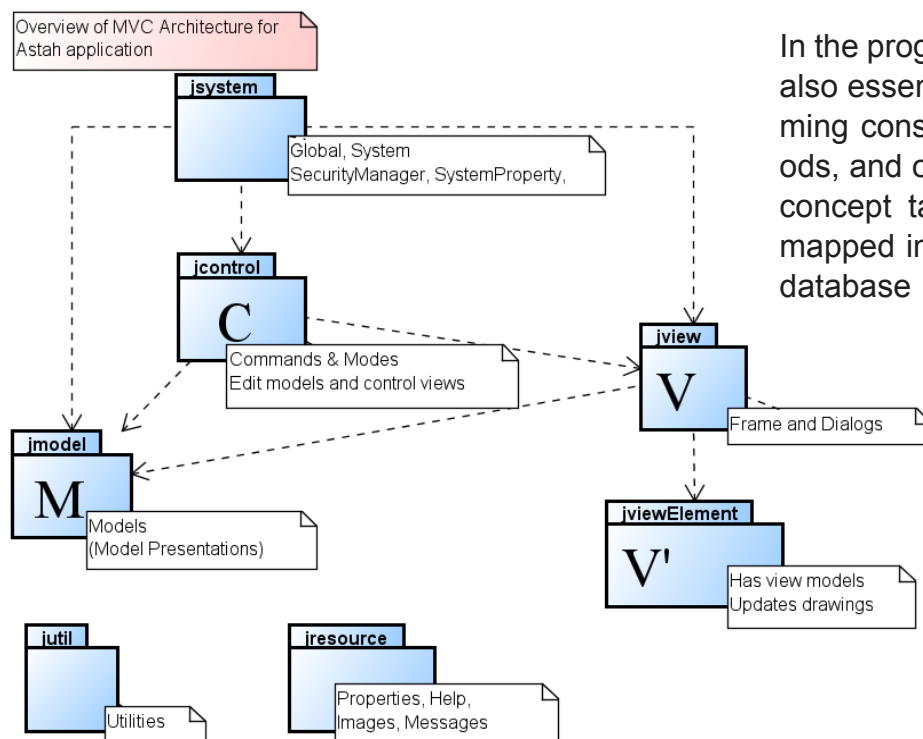 Overview of MVC Architecture for
Astah application
jsystem
Global, System
SecurityManager, SystemProperty,
jcontrol
C
Commands & Modes
Edit models and control views
jview
V
Frame and Dialogs
jmodel
M
Models
(Model Presentations)
jviewElement
V'
Has view models
Updates drawings
jutil
Utilities
jresource
Properties, Help,
Images, Messages
In the prog
also esser
ming cons
ods, and c
concept ta
mapped in
database